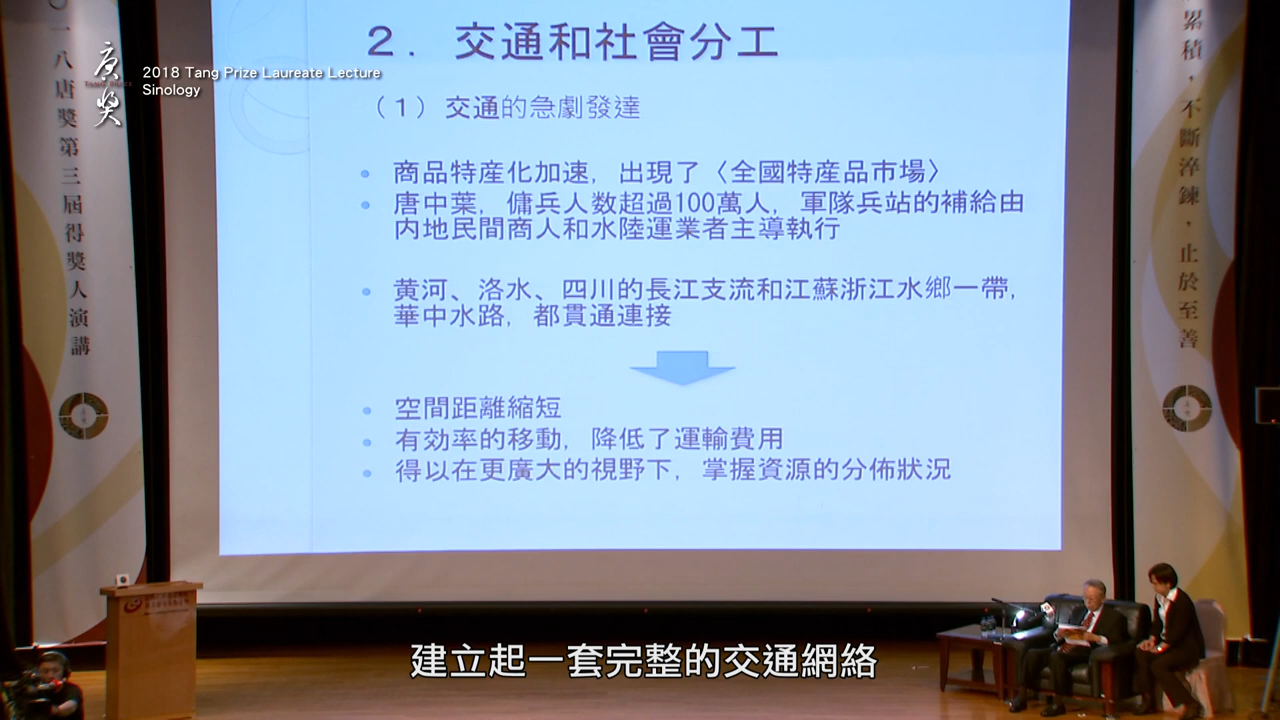 唐獎
2018 Tang Prize Laureate Lecture
Sinology
2．交通和社會分工
（1）交通的急劇發達
商品特産化加速，出現了〈全國特産品市場〉
唐中葉，傭兵人数超過100萬人，軍隊兵站的補給由
内地民間商人和水陸運業者主導執行
黄河、洛水、四川的長江支流和江蘇浙江水鄉一帶，
華中水路，都貫通連接
空間距離縮短
有効率的移動，降低了運輸費用
得以在更廣大的視野下，掌握資源的分佈狀況
一八唐獎第三屆得獎人演講
累積，不斷淬鍊，止於至善
建立起一套完整的交通網絡